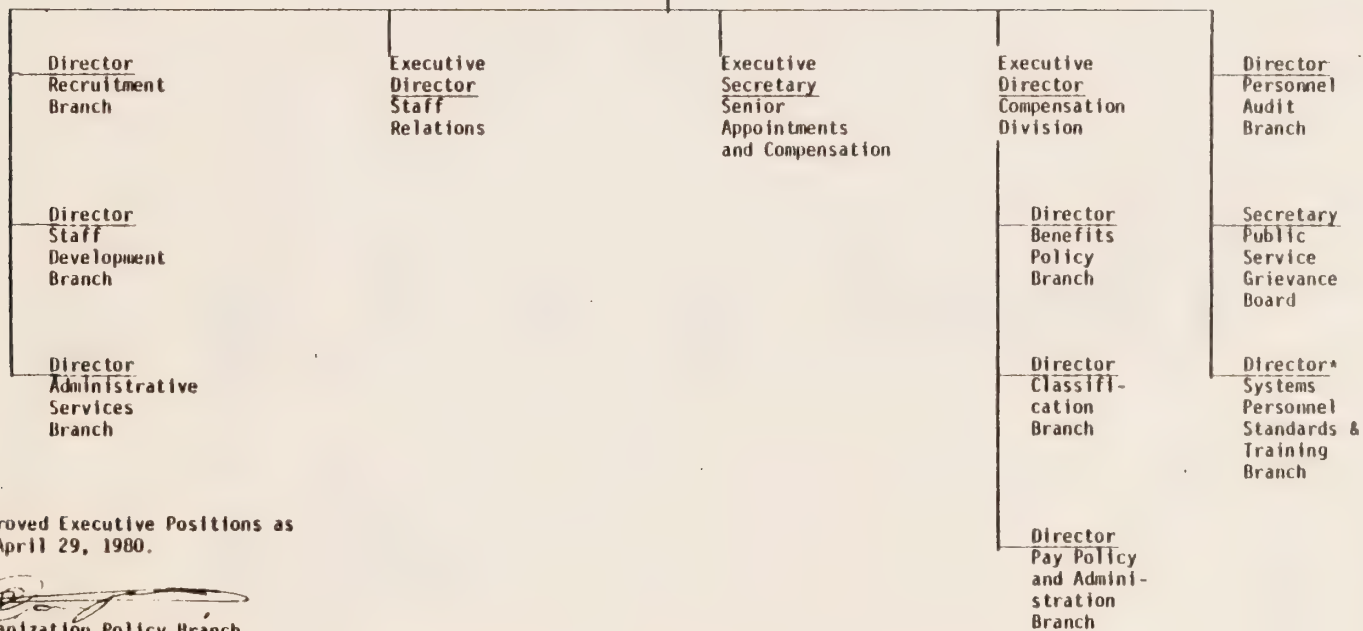 Director
Recruitment
Branch
Director
Staff
Development
Branch
Director
Administrative
Services
Branch
Executive
Director
Staff
Relations
Executive
Secretary
Senior
Appointments
and Compensation
Executive
Director
Compensation
Division
Director
Benefits
Policy
Branch
Director
Classifi-
cation
Branch
Director
Pay Policy
and Admini-
stration
Branch
Director
Personnel
Audit
Branch
Secretary
Public
Service
Grievance
Board
Director*
Systems
Personnel
Standards &
Training
Branch
roved Executive Positions as
April 29, 1980.
anization Policy Branch